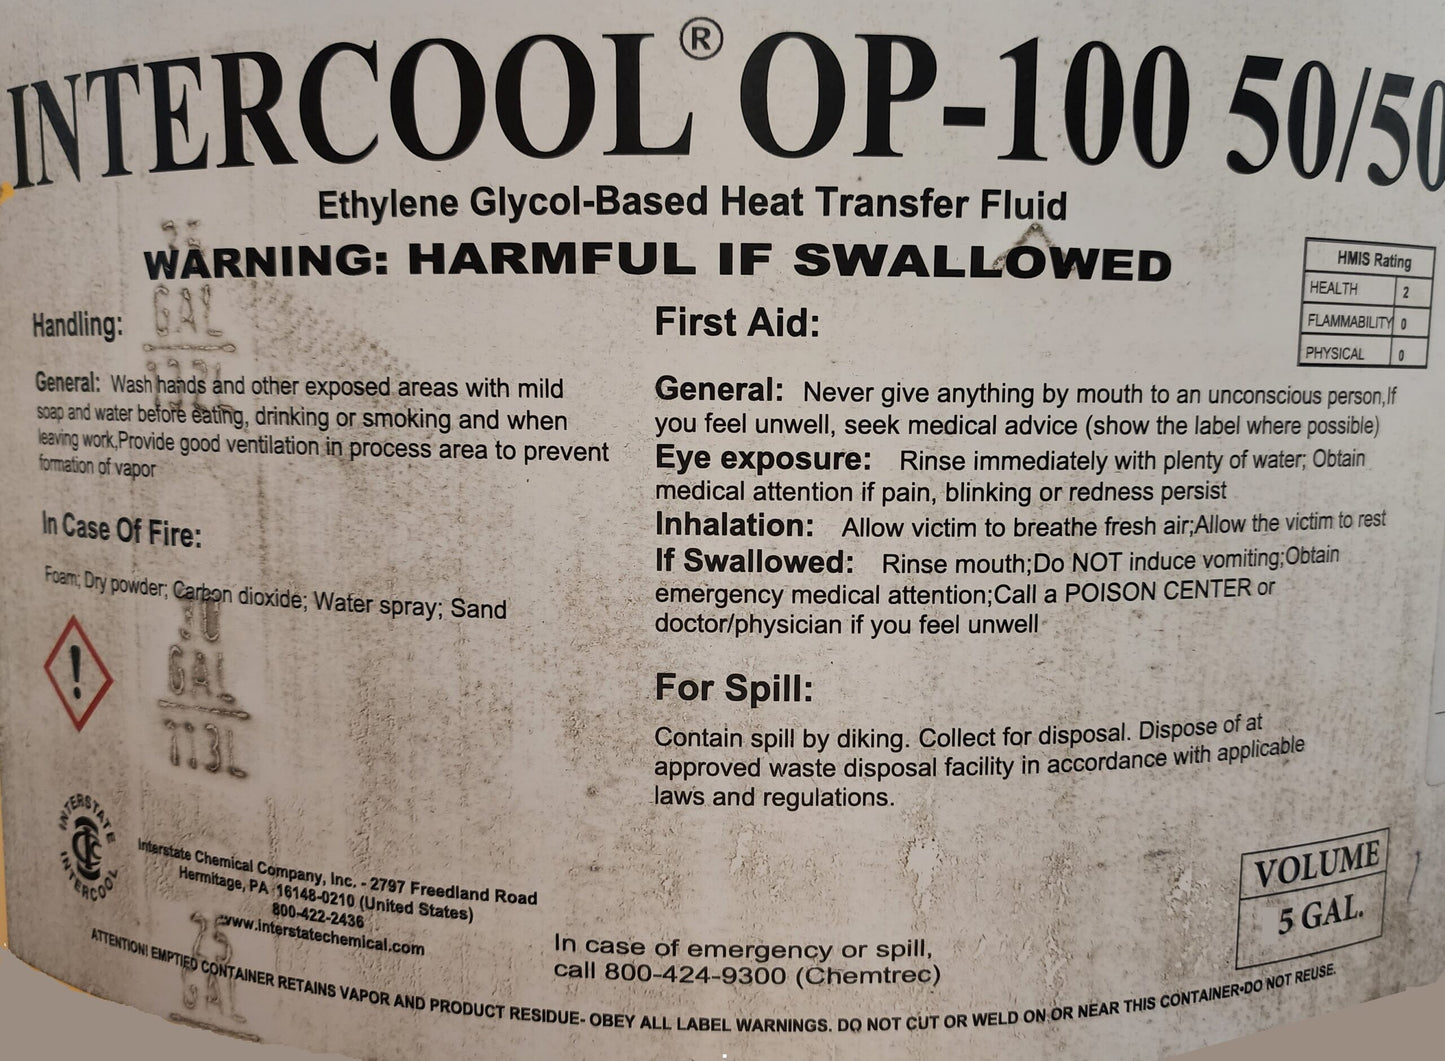 INTERCOOL® OP-100 50/50
Ethylene Glycol-Based Heat Transfer Fluid
WARNING: HARMFUL IF SWALLOWED
HMIS Rating
HEALTH 2
FLAMMABILITY 0
PHYSICAL 0
Handling:
GAL
General: Wash hands and other exposed areas with mild
soap and water before eating, drinking or smoking and when
leaving work,Provide good ventilation in process area to prevent
formation of vapor
In Case Of Fire:
Foam; Dry powder; Carbon dioxide; Water spray; Sand
First Aid:
General: Never give anything by mouth to an unconscious person,If
you feel unwell, seek medical advice (show the label where possible)
Eye exposure: Rinse immediately with plenty of water; Obtain
medical attention if pain, blinking or redness persist
Inhalation: Allow victim to breathe fresh air;Allow the victim to rest
If Swallowed: Rinse mouth;Do NOT induce vomiting;Obtain
emergency medical attention;Call a POISON CENTER or
doctor/physician if you feel unwell
For Spill:
Contain spill by diking. Collect for disposal. Dispose of at
approved waste disposal facility in accordance with applicable
laws and regulations.
!
GAL
11.3L
INTERSTATE
INTERCOOL
Interstate Chemical Company, Inc. - 2797 Freedland Road
Hermitage, PA 16148-0210 (United States)
800-422-2436
www.interstatechemical.com
2.5
GAL
In case of emergency or spill,
call 800-424-9300 (Chemtrec)
VOLUME
5 GAL.
ATTENTION! EMPTIED CONTAINER RETAINS VAPOR AND PRODUCT RESIDUE- OBEY ALL LABEL WARNINGS. DO NOT CUT OR WELD ON OR NEAR THIS CONTAINER•DO NOT REUSE.